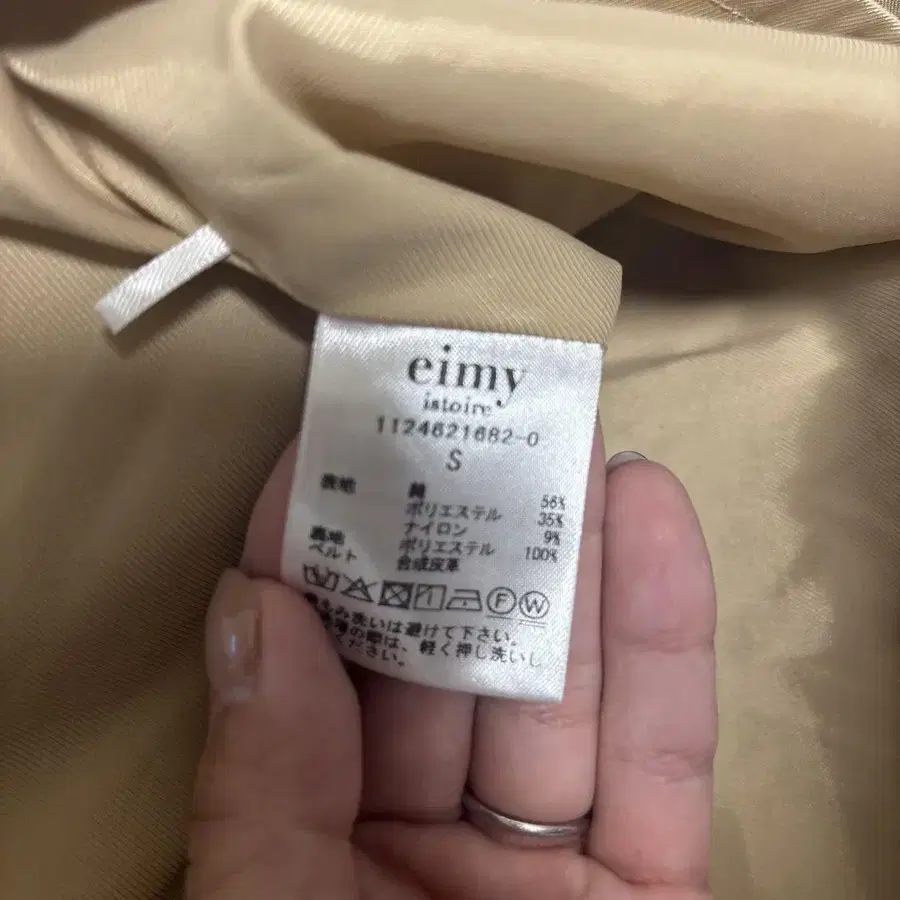 eimy
istoire
1124621682-0
S
表地 綿 56%
ポリエステル 35%
ナイロン 9%
裏地 ポリエステル 100%
ベルト 合成皮革
F W
もみ洗いは避けて下さい。
の際は、軽く押し洗いし
ください。